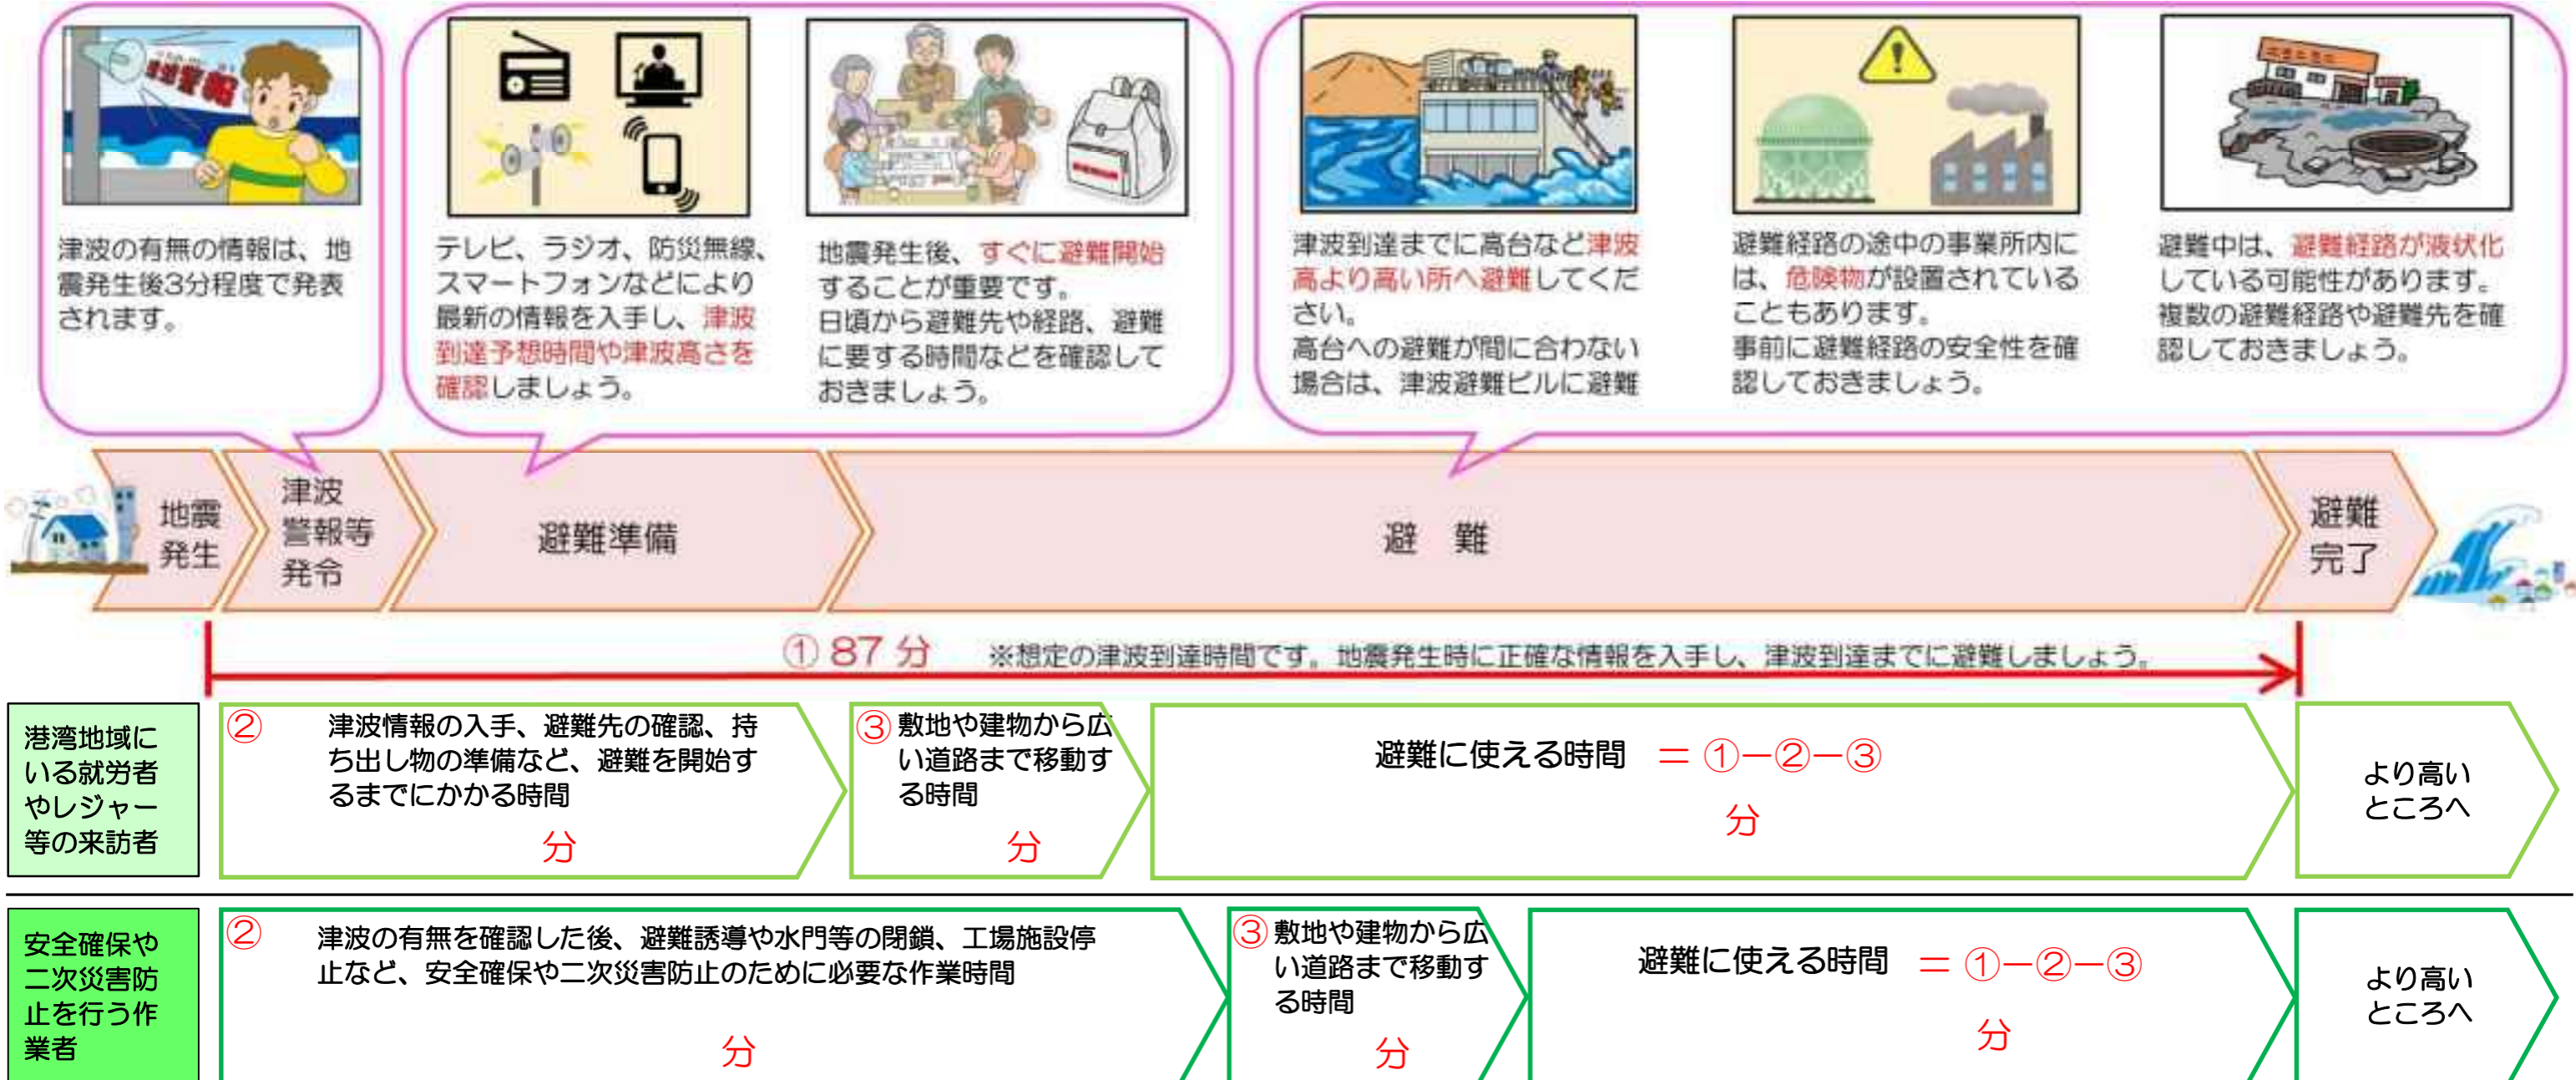 津波の有無の情報は、地
震発生後3分程度で発表
されます。
テレビ、ラジオ、防災無線、
スマートフォンなどにより
最新の情報を入手し、津波
到達予想時間や津波高さを
確認しましょう。
地震発生後、すぐに避難開始
することが重要です。
日頃から避難先や経路、避難
に要する時間などを確認して
おきましょう。
津波到達までに高台など津波
高より高い所へ避難してくだ
さい。
高台への避難が間に合わない
場合は、津波避難ビルに避難
避難経路の途中の事業所内に
は、危険物が設置されている
こともあります。
事前に避難経路の安全性を確
認しておきましょう。
避難中は、避難経路が液状化
している可能性があります。
複数の避難経路や避難先を確
認しておきましょう。
地震
発生
津波
警報等
発令
避難準備
避 難
避難
完了
① 87 分 ※想定の津波到達時間です。地震発生時に正確な情報を入手し、津波到達までに避難しましょう。
港湾地域に
いる就労者
やレジャー
等の来訪者
② 津波情報の入手、避難先の確認、持
ち出し物の準備など、避難を開始す
るまでにかかる時間
分
③ 敷地や建物から広
い道路まで移動す
る時間
分
避難に使える時間 = ①-②-③
分
より高い
ところへ
安全確保や
二次災害防
止を行う作
業者
② 津波の有無を確認した後、避難誘導や水門等の閉鎖、工場施設停
止など、安全確保や二次災害防止のために必要な作業時間
分
③ 敷地や建物から広
い道路まで移動す
る時間
分
避難に使える時間 = ①-②-③
分
より高い
ところへ